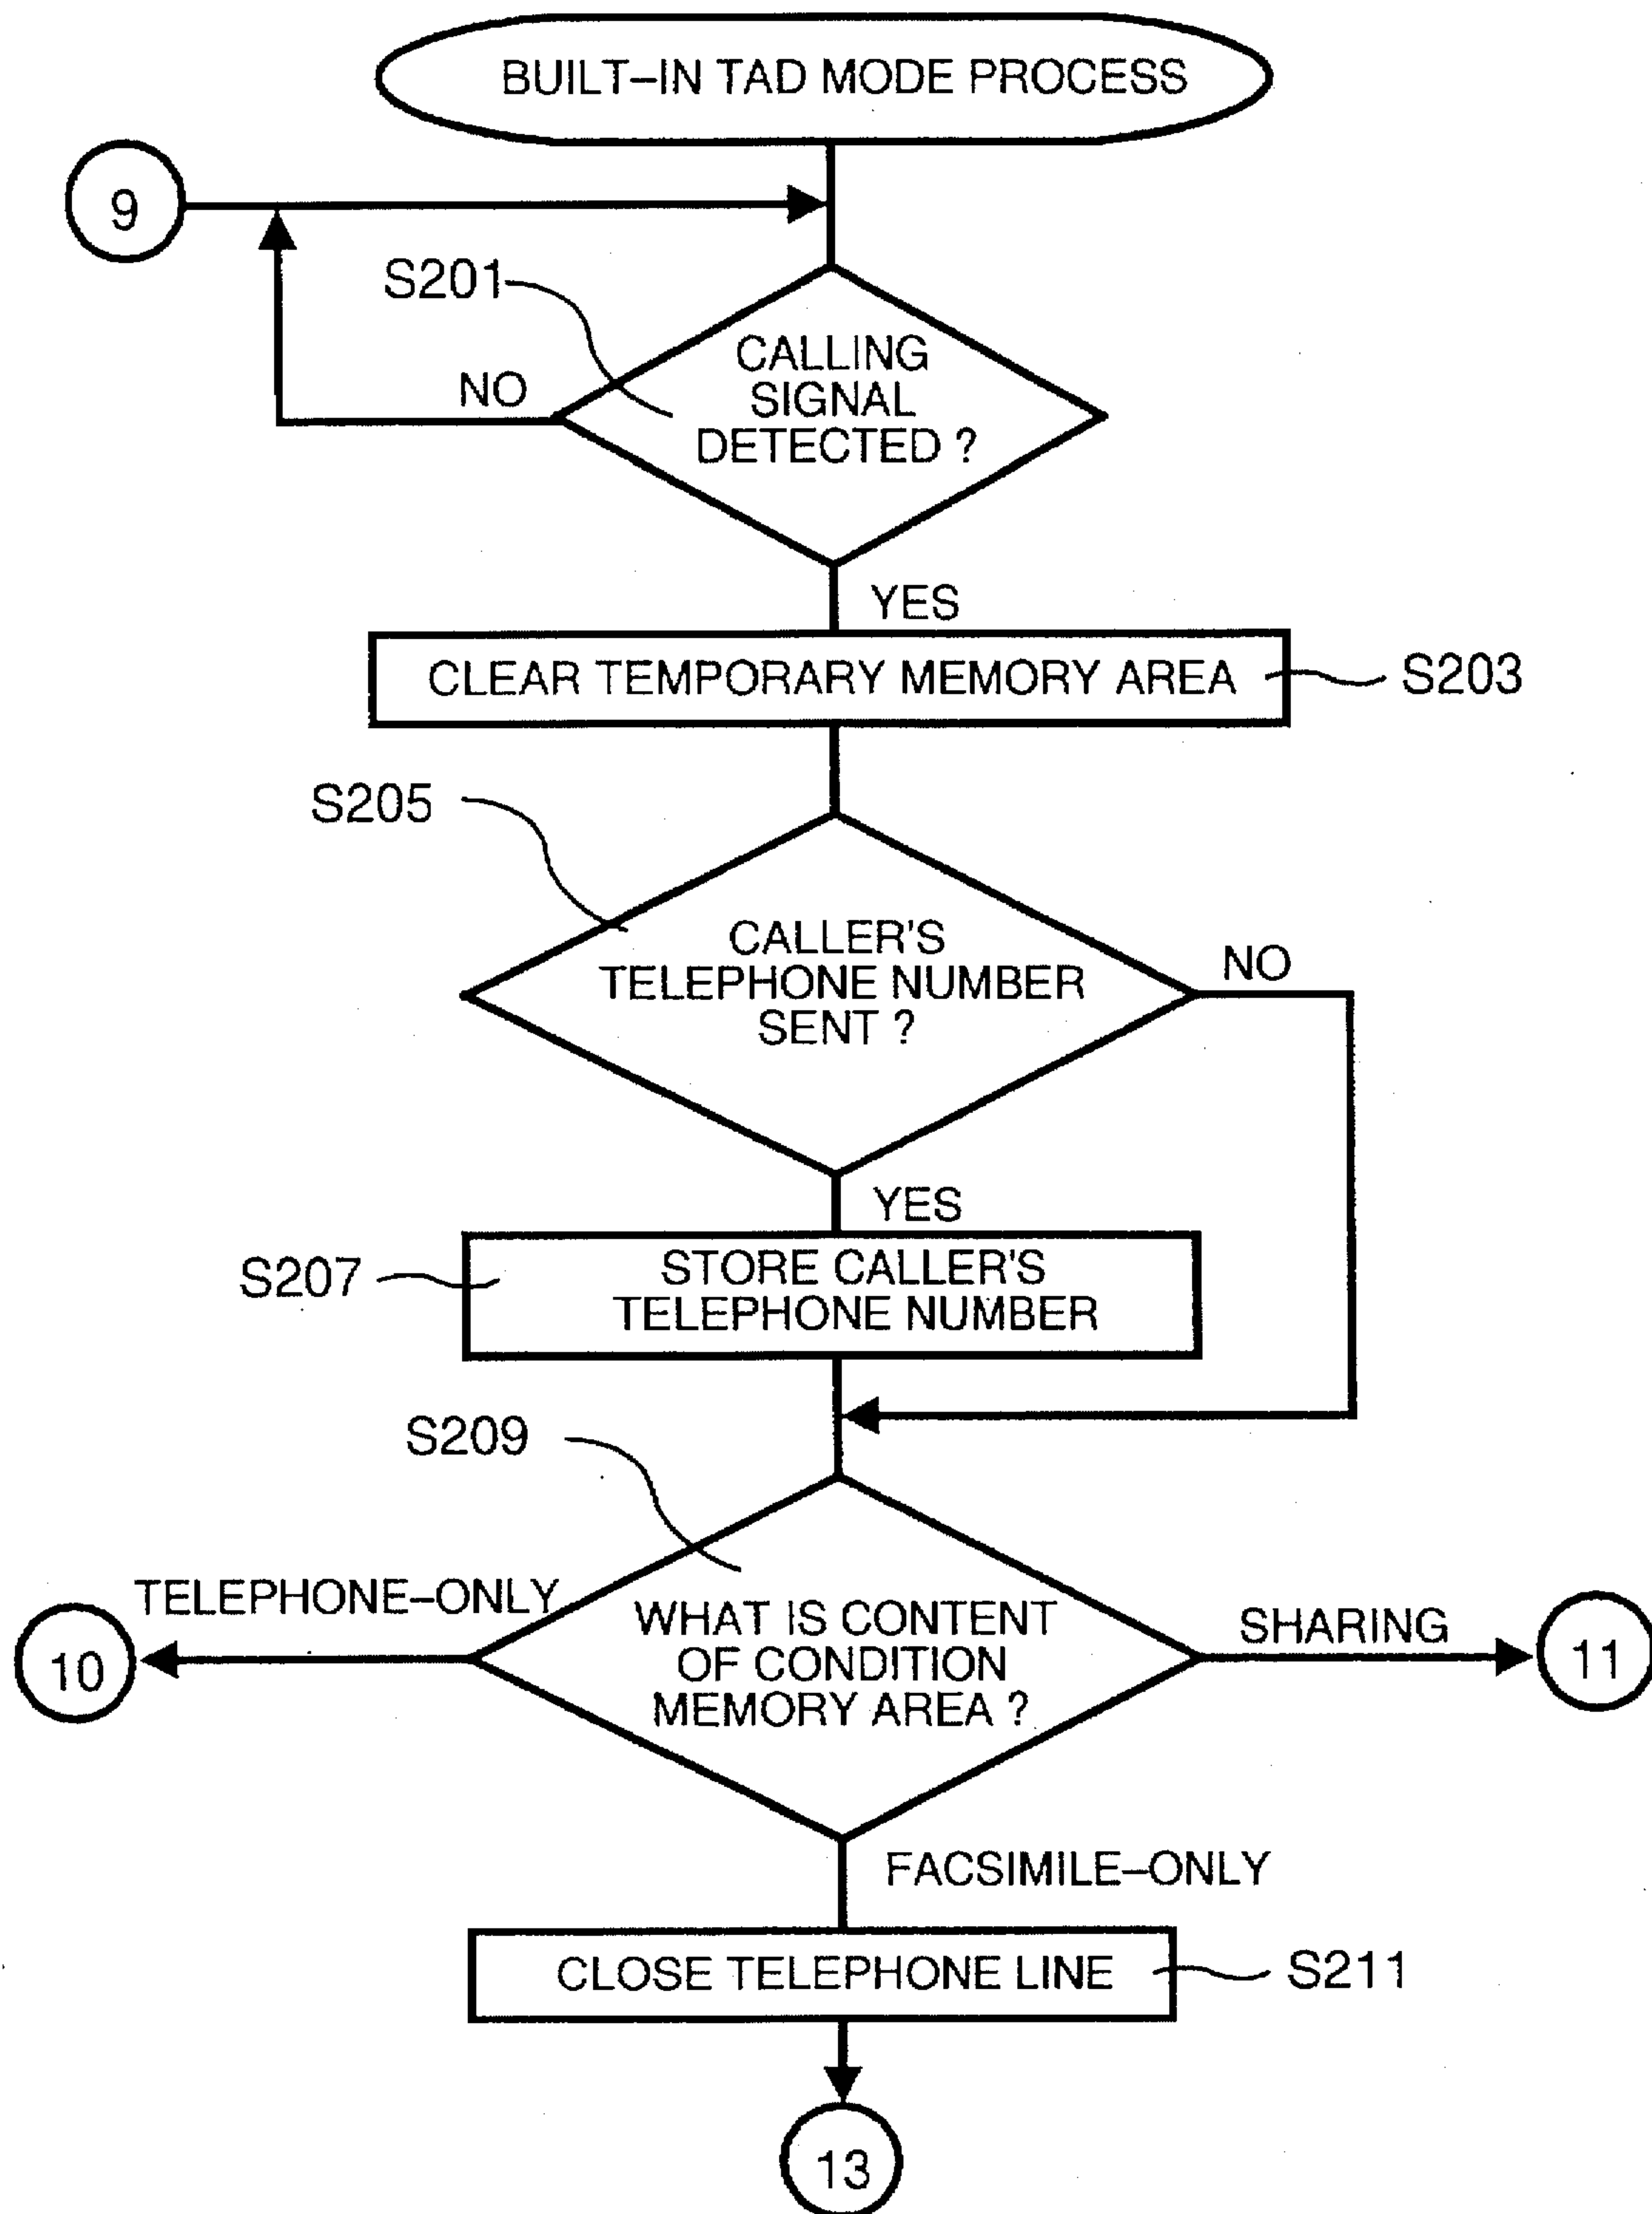 BUILT-IN TAD MODE PROCESS
9
S201
CALLING
SIGNAL
DETECTED ?
NO
YES
CLEAR TEMPORARY MEMORY AREA
S203
S205
CALLER'S
TELEPHONE NUMBER
SENT ?
NO
YES
S207
STORE CALLER'S
TELEPHONE NUMBER
S209
TELEPHONE-ONLY
WHAT IS CONTENT
OF CONDITION
MEMORY AREA ?
SHARING
10
11
FACSIMILE-ONLY
CLOSE TELEPHONE LINE
S211
13